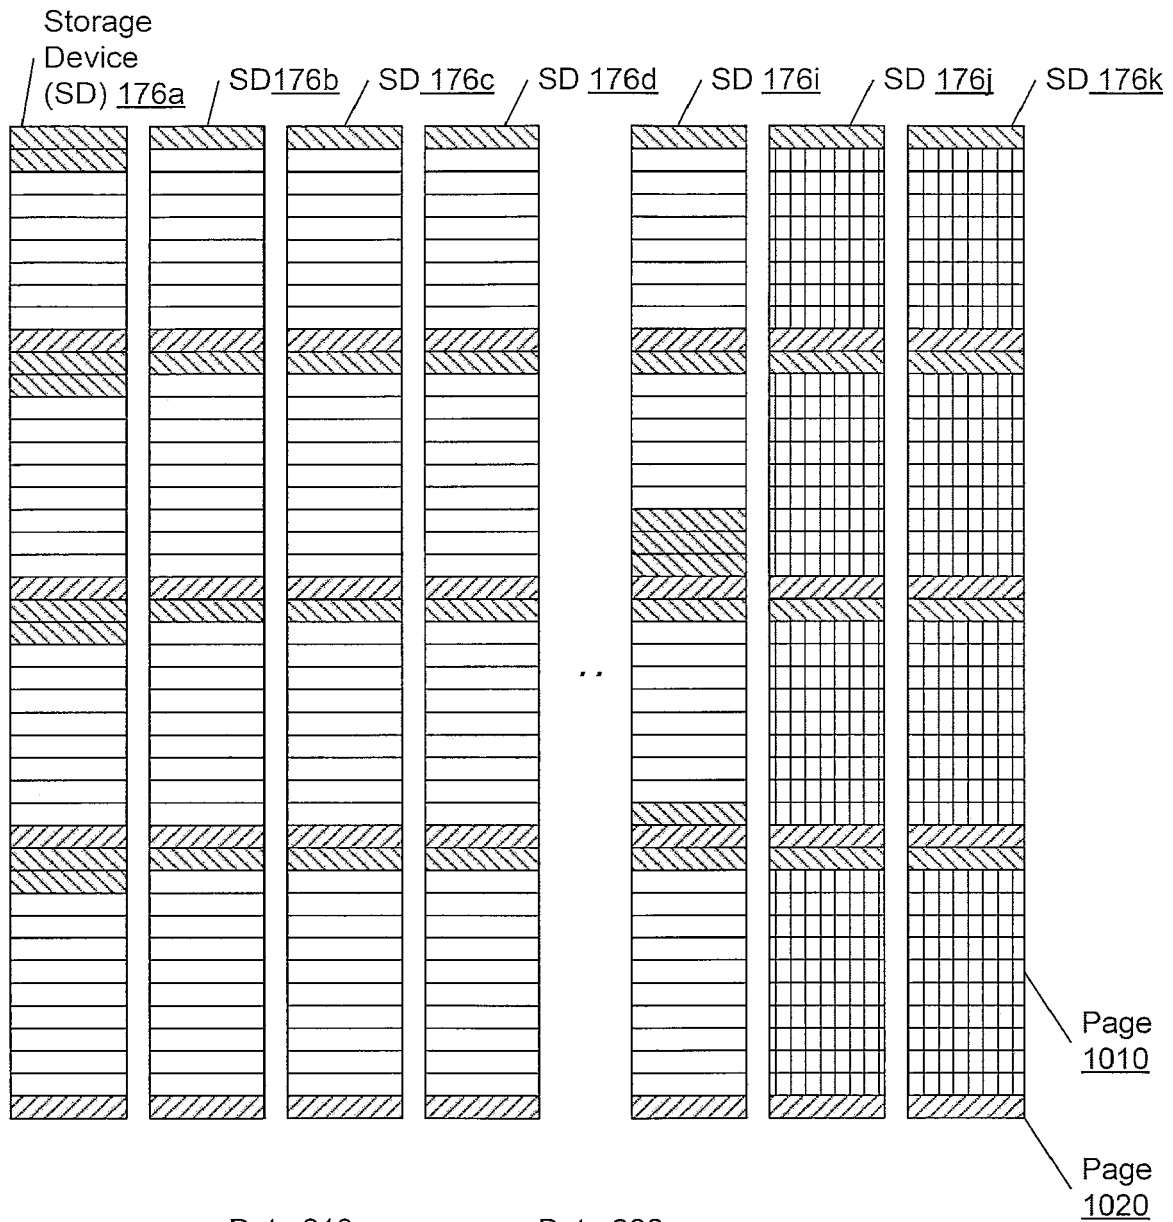 Storage
Device
(SD) 176a
SD176b
SD 176c
SD 176d
SD 176i
SD 176j
SD 176k
. .
Page
1010
Page
1020